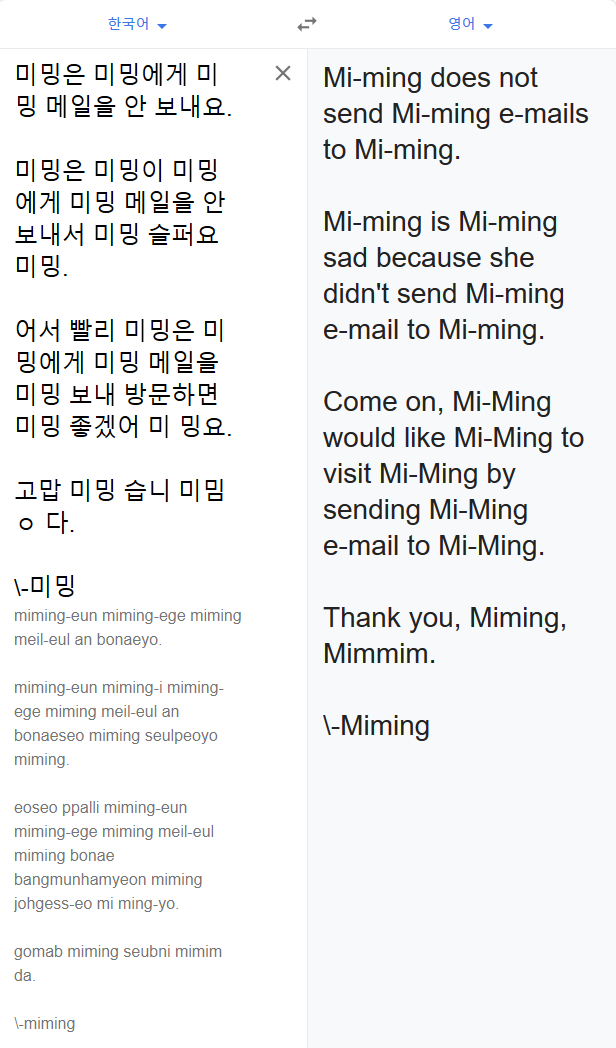 한국어
영어
미밍은 미밍에게 미
밍 메일을 안 보내요.
미밍은 미밍이 미밍
에게 미밍 메일을 안
보내서 미밍 슬퍼요
미밍.
어서 빨리 미밍은 미
밍에게 미밍 메일을
미밍 보내 방문하면
미밍 좋겠어 미 밍요.
고맙 미밍 습니 미밈
ㅇ 다.
\-미밍
miming-eun miming-ege miming
meil-eul an bonaeyo.
miming-eun miming-i miming-
ege miming meil-eul an
bonaeseo miming seulpeoyo
miming.
eoseo ppalli miming-eun
miming-ege miming meil-eul
miming bonae
bangmunhamyeon miming
johgess-eo mi ming-yo.
gomab miming seubni mimim
da.
\-miming
Mi-ming does not
send Mi-ming e-mails
to Mi-ming.
Mi-ming is Mi-ming
sad because she
didn't send Mi-ming
e-mail to Mi-ming.
Come on, Mi-Ming
would like Mi-Ming to
visit Mi-Ming by
sending Mi-Ming
e-mail to Mi-Ming.
Thank you, Miming,
Mimmim.
\-Miming